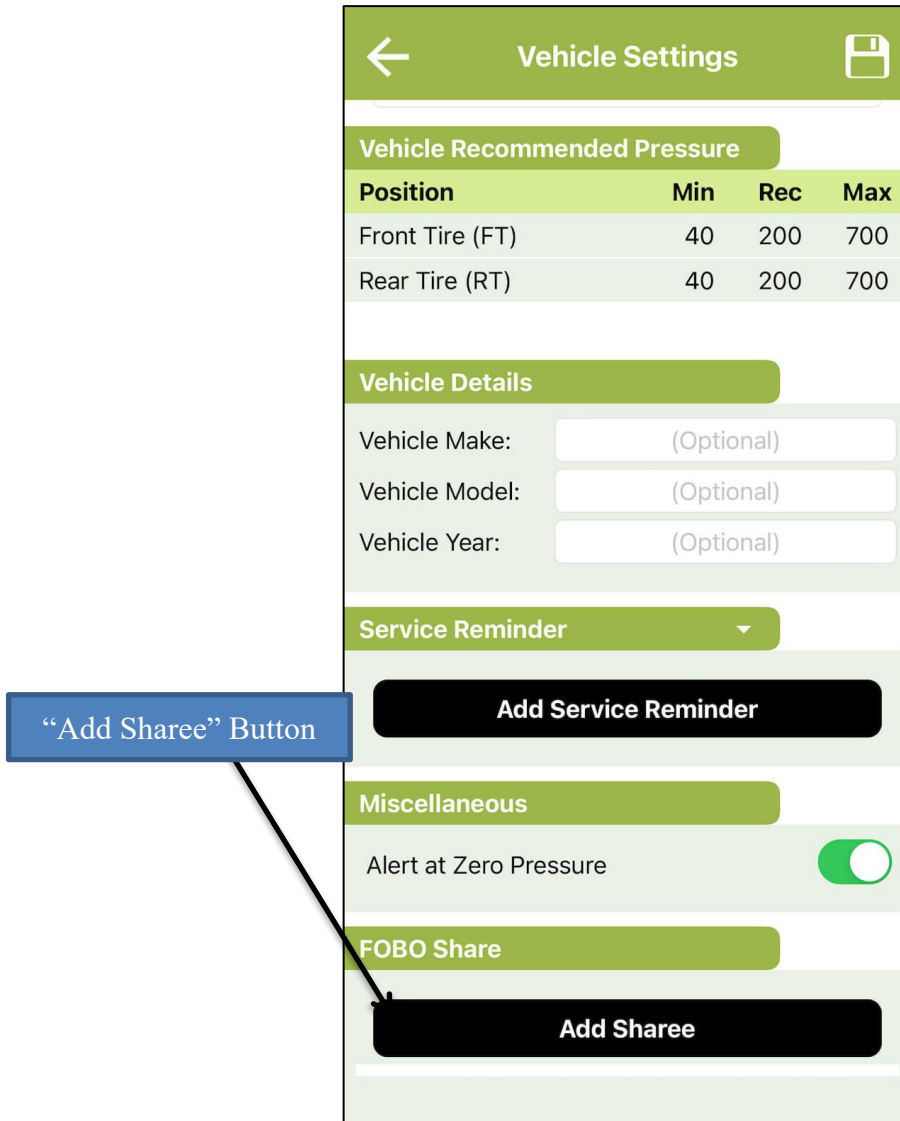 Vehicle Settings
Vehicle Recommended Pressure
Position Min Rec Max
Front Tire (FT) 40 200 700
Rear Tire (RT) 40 200 700
Vehicle Details
Vehicle Make: (Optional)
Vehicle Model: (Optional)
Vehicle Year: (Optional)
Service Reminder
Add Service Reminder
“Add Sharee” Button
Miscellaneous
Alert at Zero Pressure
FOBO Share
Add Sharee